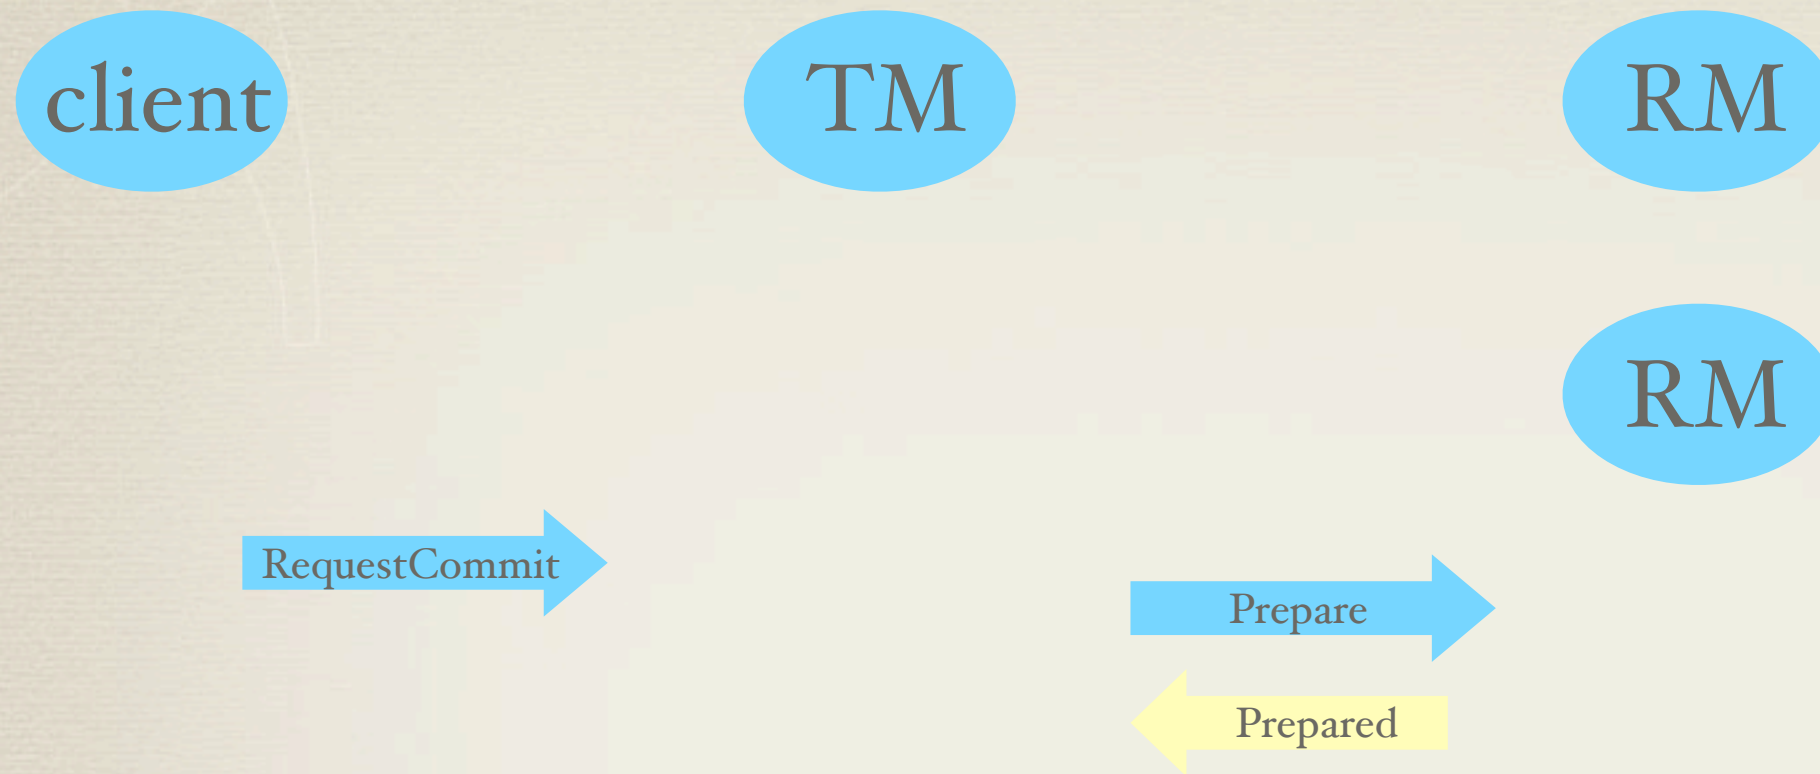 client
TM
RM
RM
RequestCommit
Prepare
Prepared